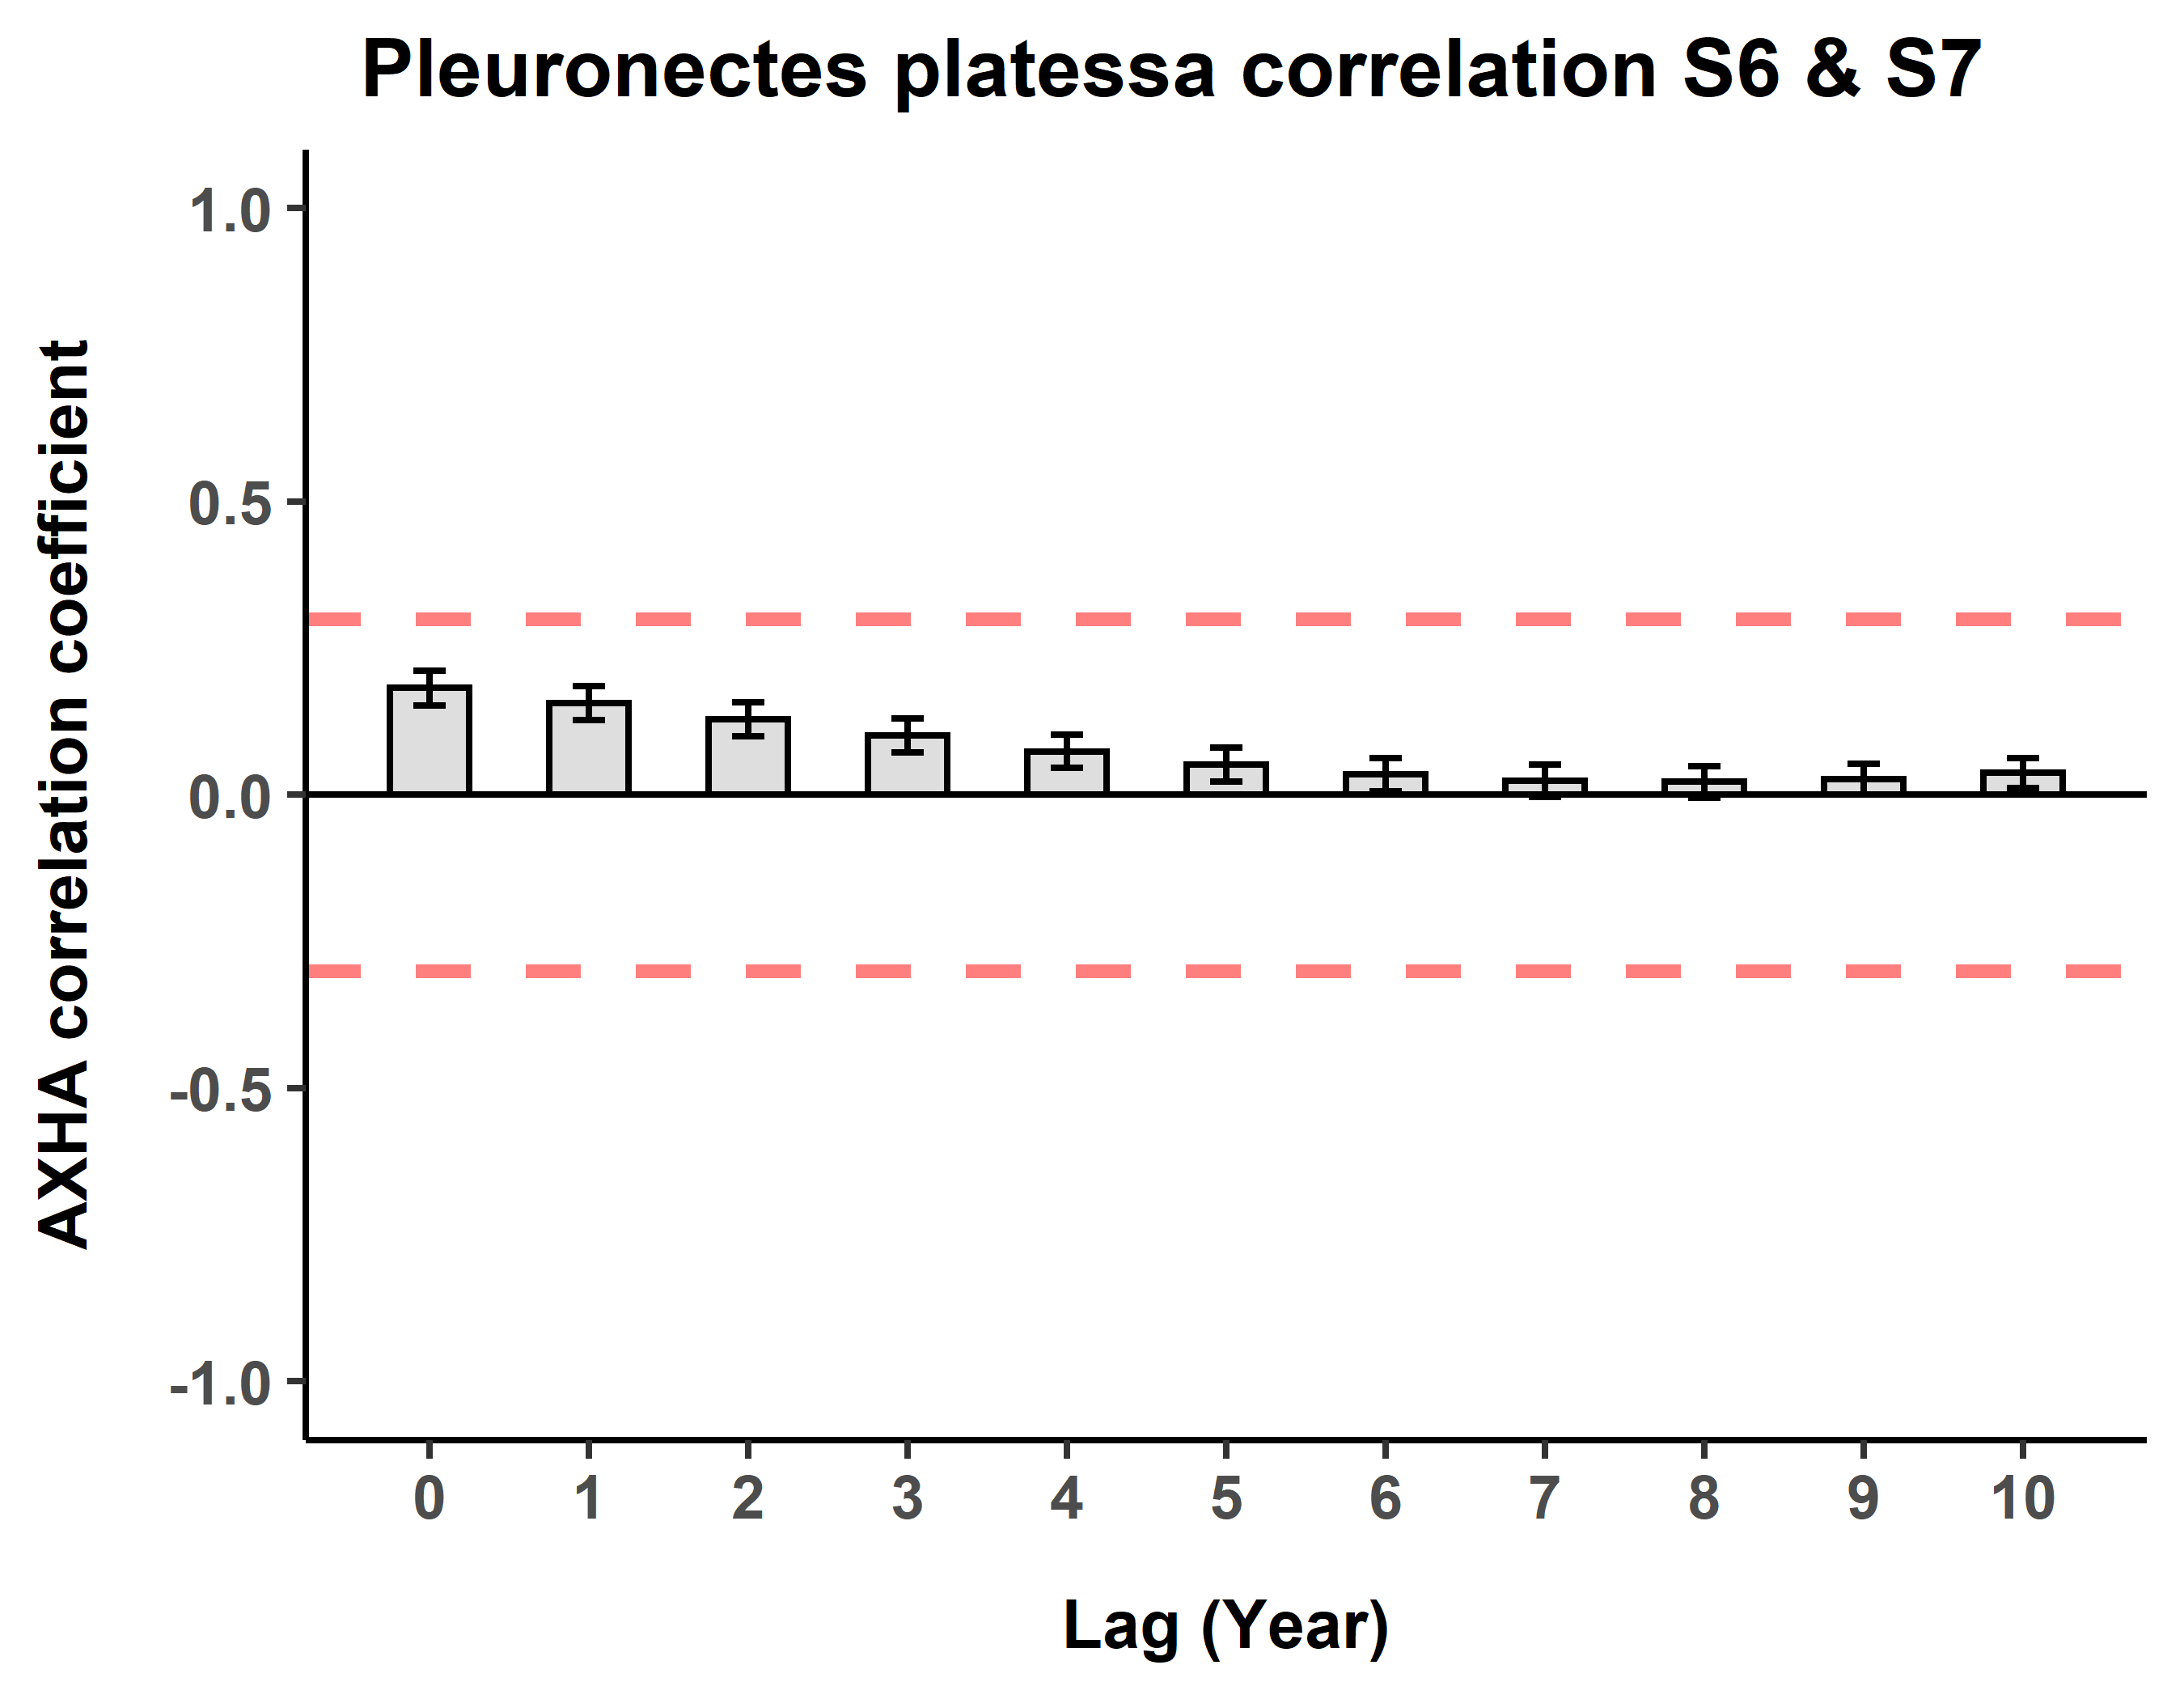 Pleuronectes platessa correlation S6 & S7
AXHA correlation coefficient
1.0
0.5
0.0
-0.5
-1.0
0 1 2 3 4 5 6 7 8 9 10
Lag (Year)